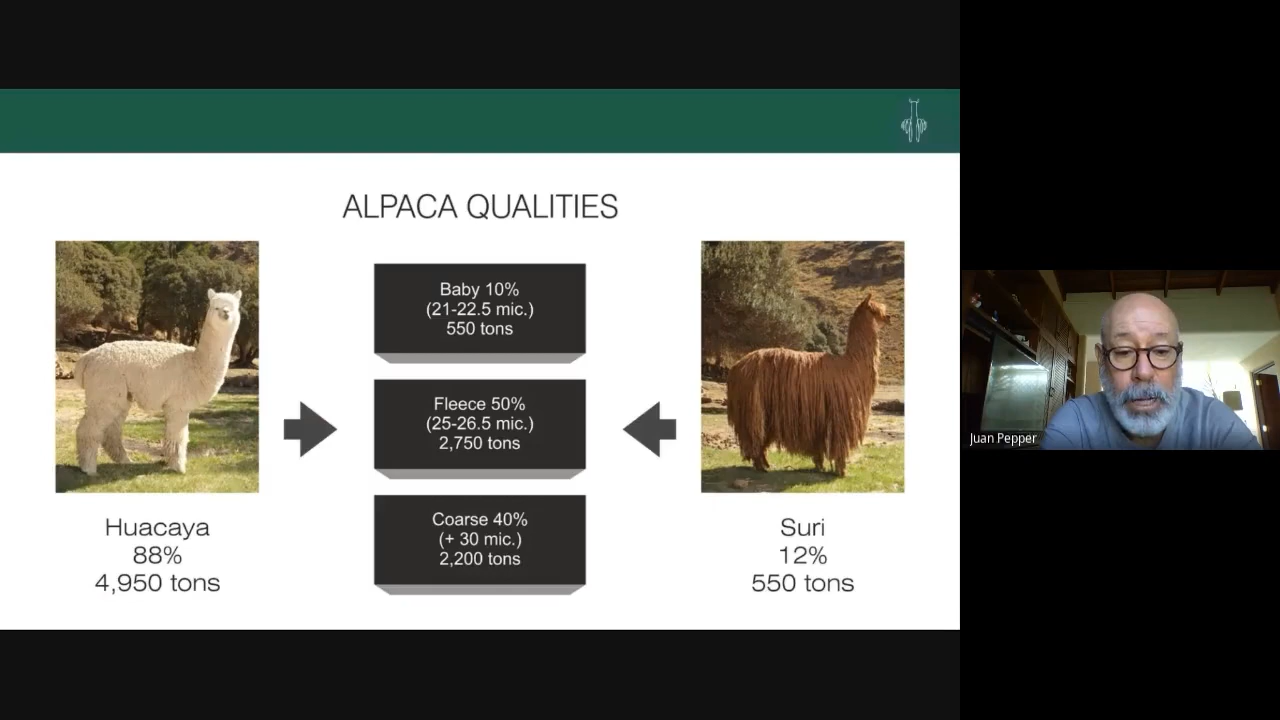 ALPACA QUALITIES
Baby 10%
(21-22.5 mic.)
550 tons
Fleece 50%
(25-26.5 mic.)
2,750 tons
Coarse 40%
(+ 30 mic.)
2,200 tons
Huacaya
88%
4,950 tons
Suri
12%
550 tons
Juan Pepper